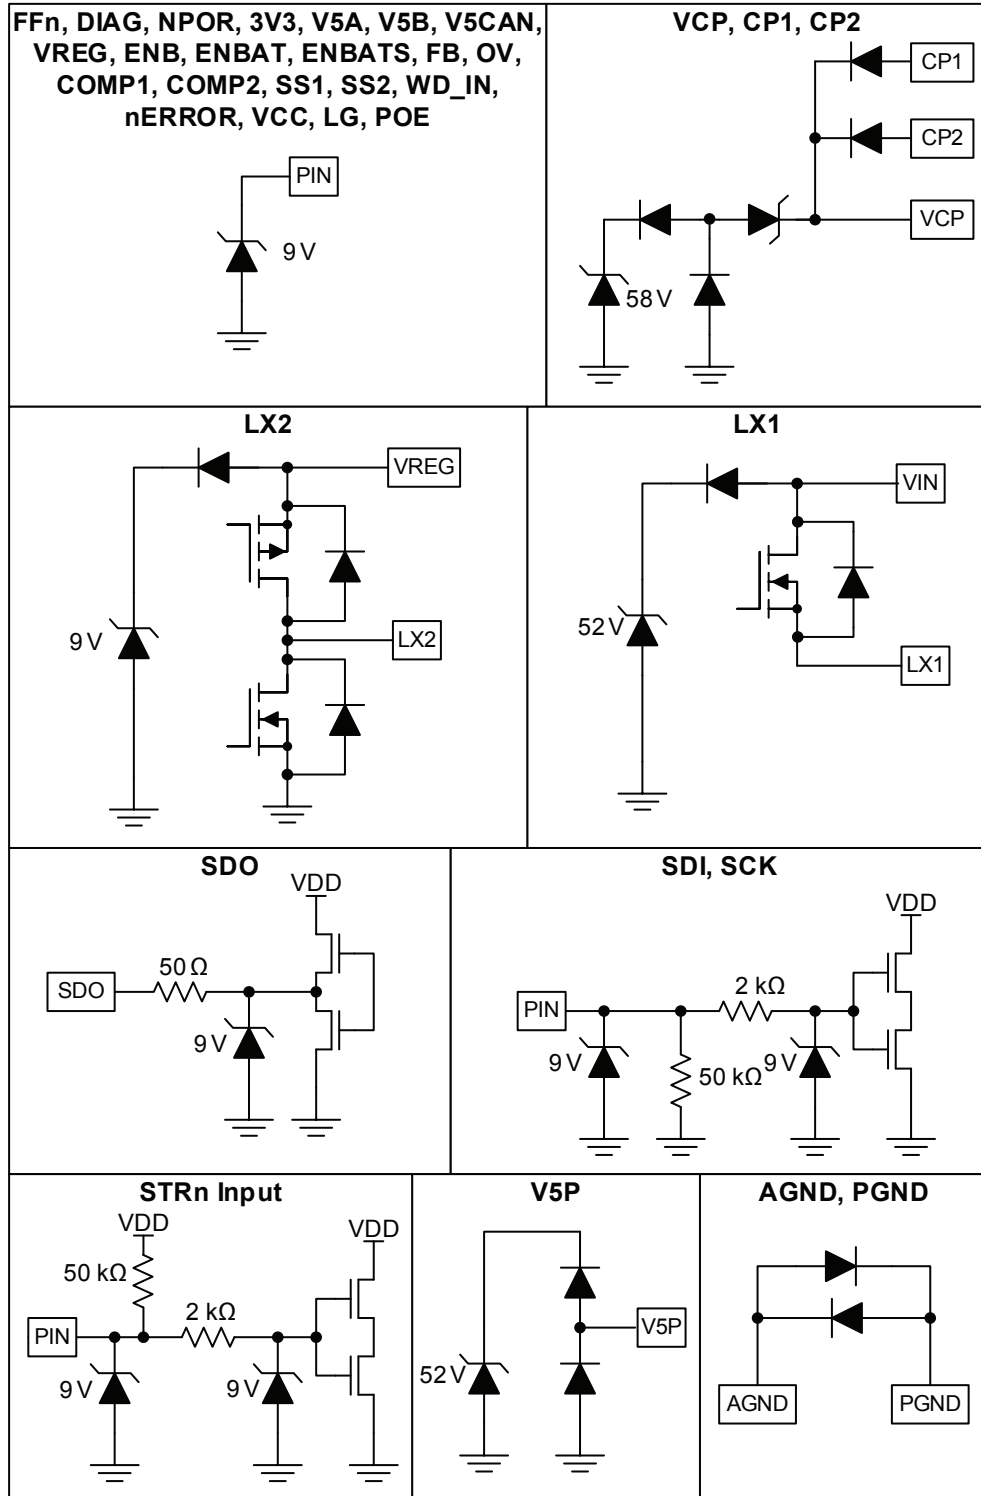 FFn, DIAG, NPOR, 3V3, V5A, V5B, V5CAN,
VREG, ENB, ENBAT, ENBATS, FB, OV,
COMP1, COMP2, SS1, SS2, WD_IN,
nERROR, VCC, LG, POE
PIN
9 V
VCP, CP1, CP2
CP1
CP2
VCP
58 V
LX2
VREG
9 V
LX2
LX1
VIN
52 V
LX1
SDO
VDD
50 Ω
SDO
9 V
SDI, SCK
VDD
2 kΩ
PIN
9 V
50 kΩ
9 V
STRn Input
VDD
VDD
50 kΩ
2 kΩ
PIN
9 V
9 V
V5P
V5P
52 V
AGND, PGND
AGND
PGND